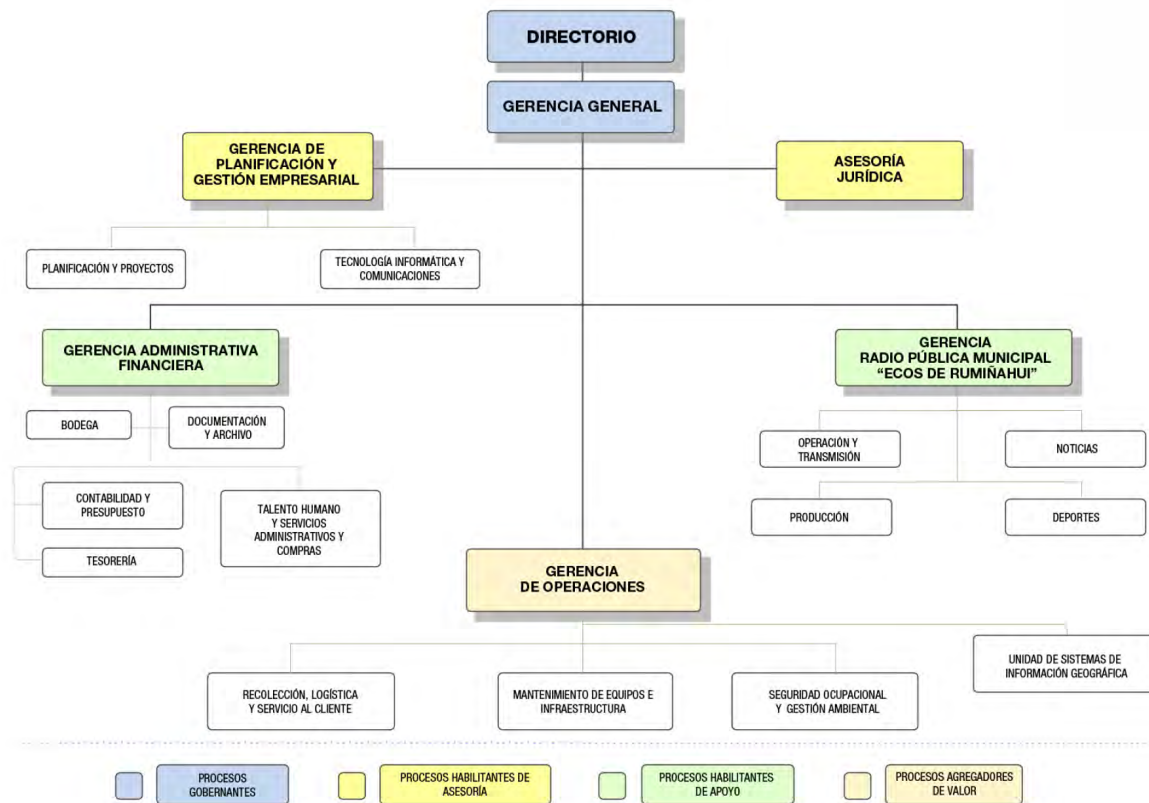 DIRECTORIO
GERENCIA GENERAL
GERENCIA DE
PLANIFICACIÓN Y
GESTIÓN EMPRESARIAL
ASESORÍA
JURÍDICA
PLANIFICACIÓN Y PROYECTOS
TECNOLOGÍA INFORMÁTICA Y
COMUNICACIONES
GERENCIA ADMINISTRATIVA
FINANCIERA
GERENCIA
RADIO PÚBLICA MUNICIPAL
“ECOS DE RUMIÑAHUI”
BODEGA
DOCUMENTACIÓN
Y ARCHIVO
OPERACIÓN Y
TRANSMISIÓN
NOTICIAS
CONTABILIDAD Y
PRESUPUESTO
TALENTO HUMANO
Y SERVICIOS
ADMINISTRATIVOS Y
COMPRAS
PRODUCCIÓN
DEPORTES
TESORERÍA
GERENCIA
DE OPERACIONES
RECOLECCIÓN, LOGÍSTICA
Y SERVICIO AL CLIENTE
MANTENIMIENTO DE EQUIPOS E
INFRAESTRUCTURA
SEGURIDAD OCUPACIONAL
Y GESTIÓN AMBIENTAL
UNIDAD DE SISTEMAS DE
INFORMACIÓN GEOGRÁFICA
PROCESOS
GOBERNANTES
PROCESOS HABILITANTES DE
ASESORÍA
PROCESOS HABILITANTES
DE APOYO
PROCESOS AGREGADORES
DE VALOR